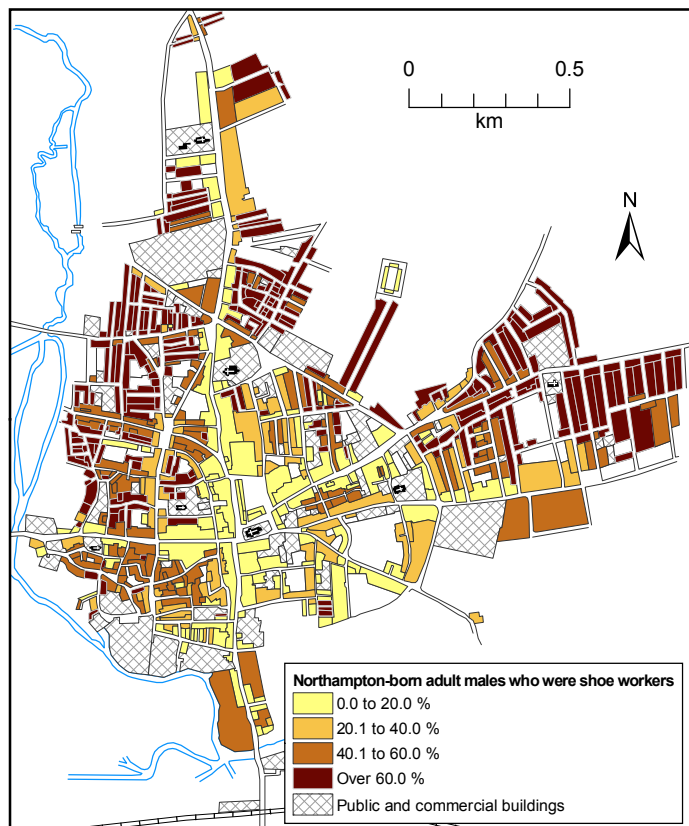 0 0.5
km
N
Northampton-born adult males who were shoe workers
0.0 to 20.0 %
20.1 to 40.0 %
40.1 to 60.0 %
Over 60.0 %
Public and commercial buildings